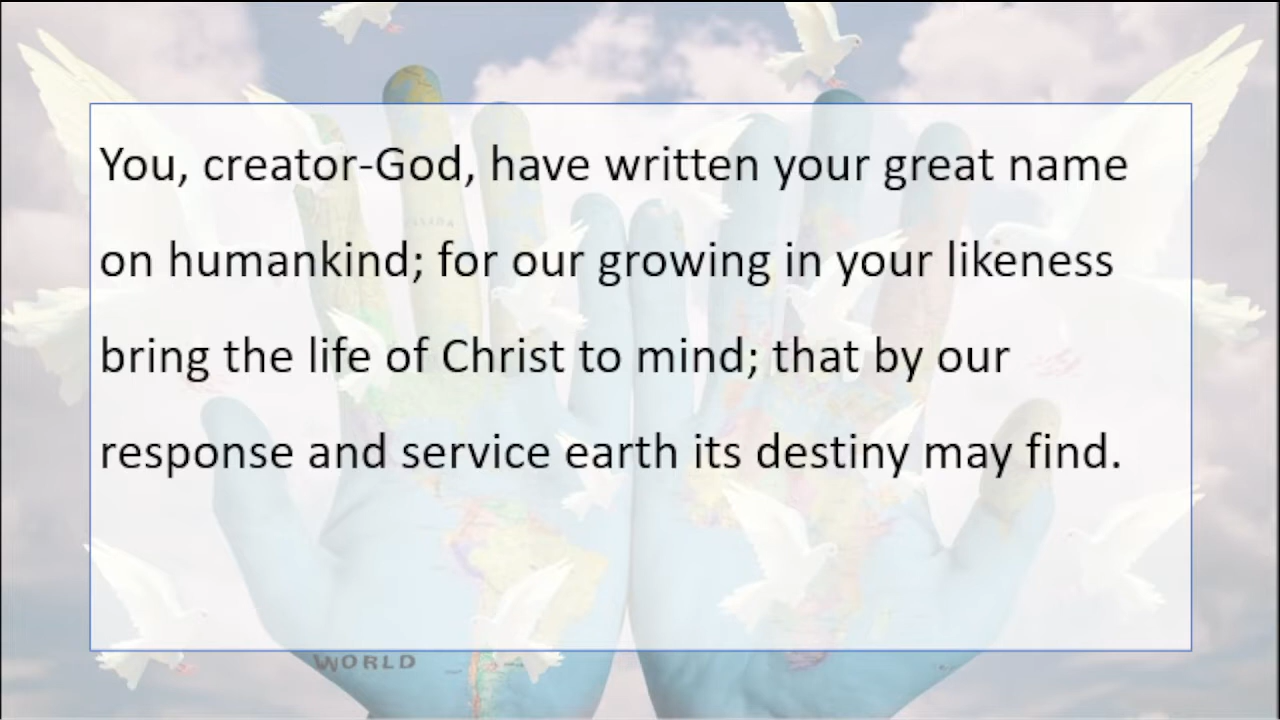 You, creator-God, have written your great name
on humankind; for our growing in your likeness
bring the life of Christ to mind; that by our
response and service earth its destiny may find.
WORLD